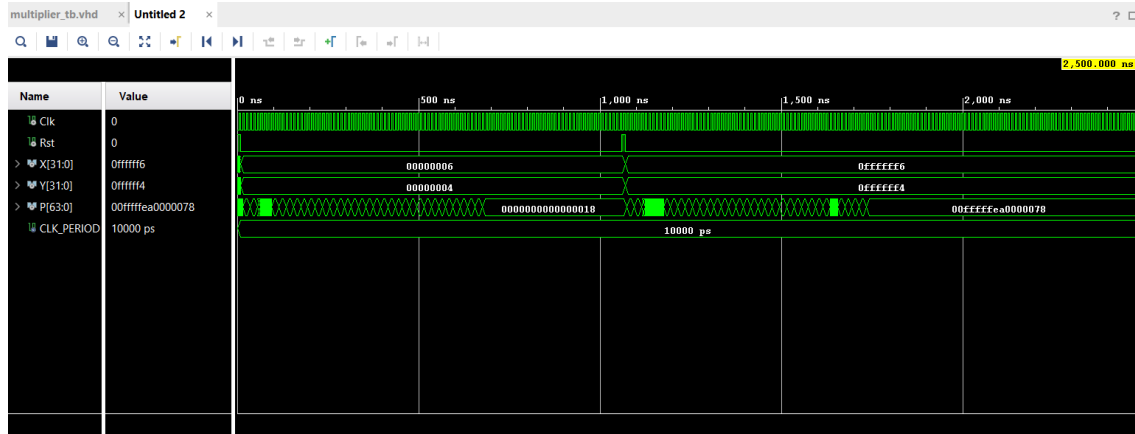 multiplier_tb.vhd × Untitled 2 ×
?
2,500.000 ns
Name Value
0 ns 500 ns 1,000 ns 1,500 ns 2,000 ns
Clk 0
Rst 0
X[31:0] 0ffffff6 00000006 0ffffff6
Y[31:0] 0ffffff4 00000004 0ffffff4
P[63:0] 00fffffea0000078 0000000000000018 00fffffea0000078
CLK_PERIOD 10000 ps 10000 ps